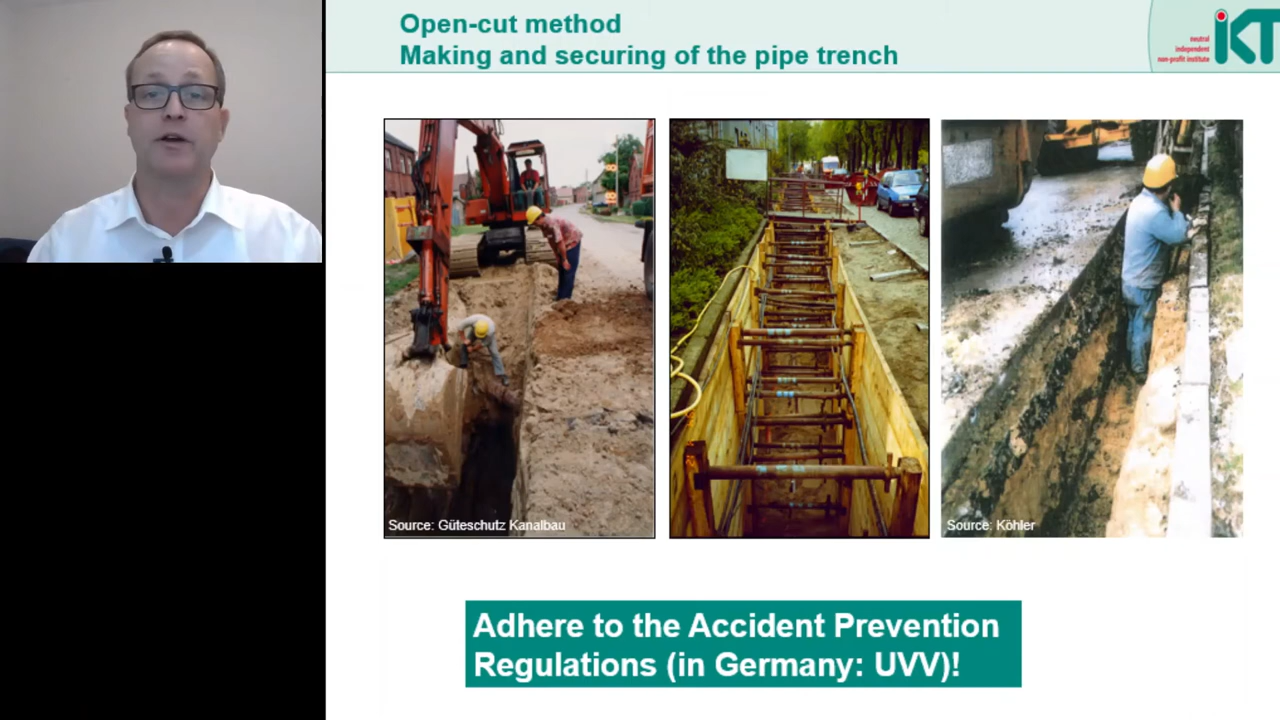 Open-cut method
Making and securing of the pipe trench
neutral
independent
non-profit institute
iKT
Source: Güteschutz Kanalbau
Source: Köhler
Adhere to the Accident Prevention
Regulations (in Germany: UVV)!